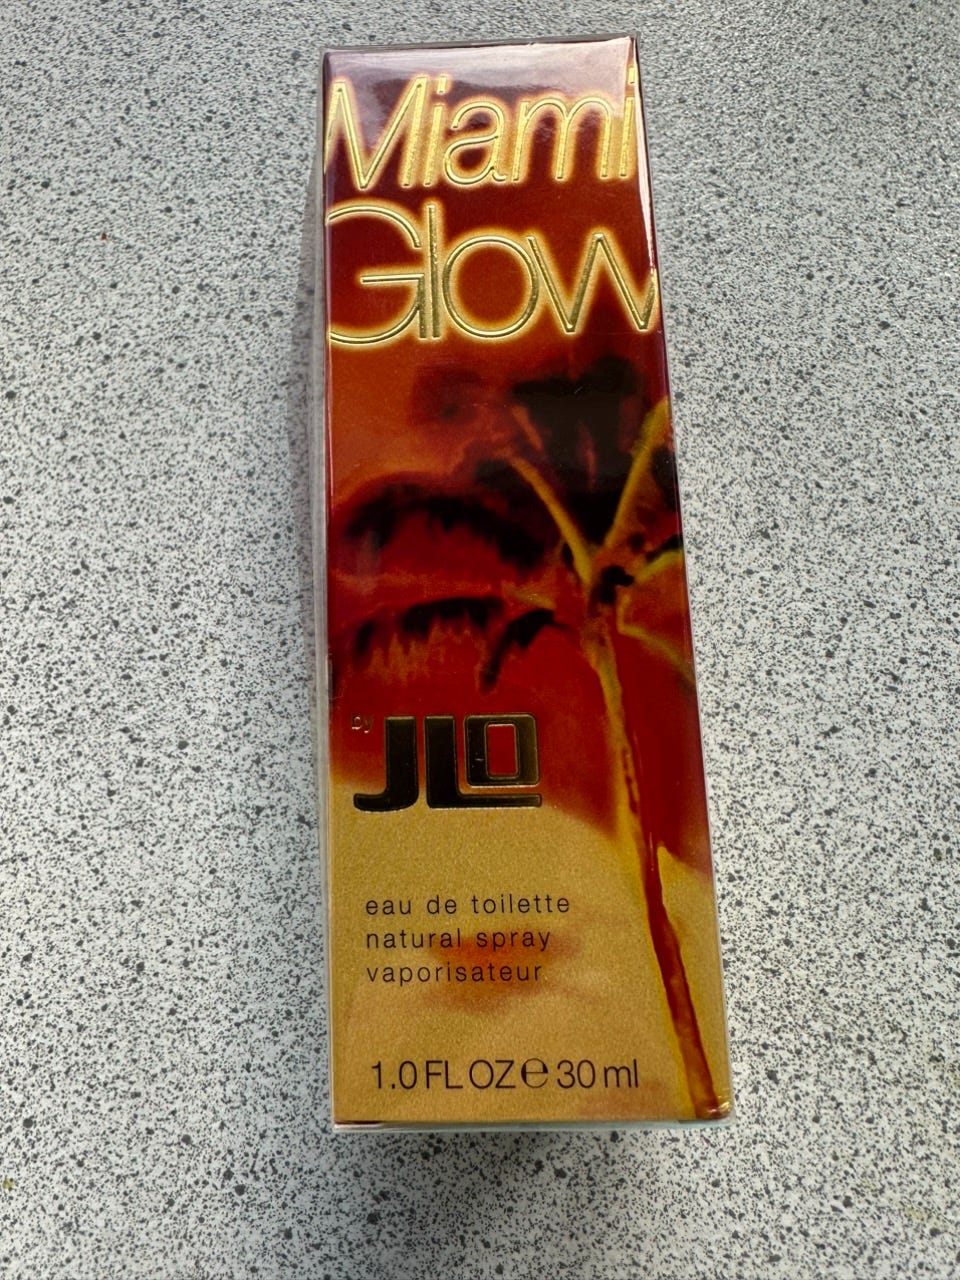 Miami
Glow
by JLO
eau de toilette
natural spray
vaporisateur
1.0 FL OZ ℮ 30 ml